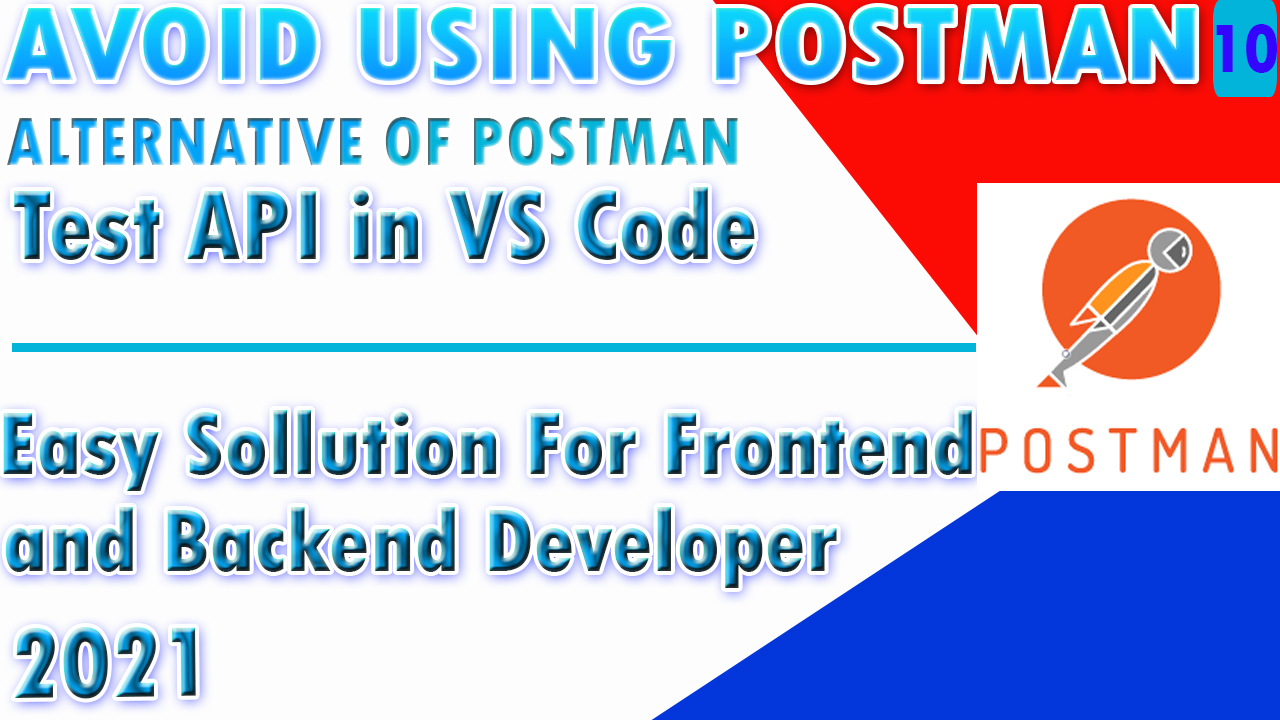 AVOID USING POSTMAN 10
ALTERNATIVE OF POSTMAN
Test API in VS Code
Easy Sollution For Frontend
POSTMAN
and Backend Developer
2021